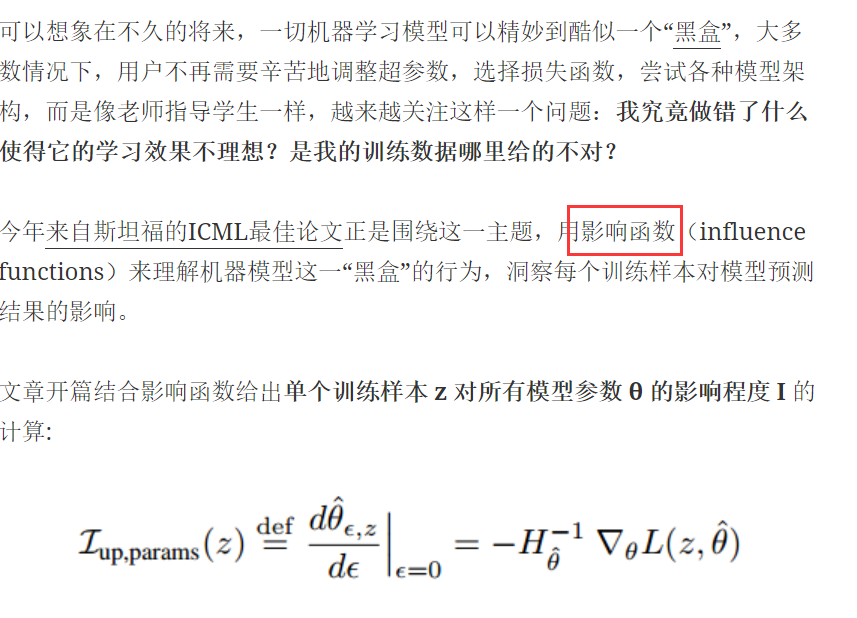 可以想象在不久的将来，一切机器学习模型可以精妙到酷似一个“黑盒”，大多
数情况下，用户不再需要辛苦地调整超参数，选择损失函数，尝试各种模型架
构，而是像老师指导学生一样，越来越关注这样一个问题：我究竟做错了什么
使得它的学习效果不理想？是我的训练数据哪里给的不对？
今年来自斯坦福的ICML最佳论文正是围绕这一主题，用影响函数（influence
functions）来理解机器模型这一“黑盒”的行为，洞察每个训练样本对模型预测
结果的影响。
文章开篇结合影响函数给出单个训练样本 z 对所有模型参数 θ 的影响程度 I 的
计算:
$\mathcal{I}_{\text{up,params}}(z) \overset{\text{def}}{=} \left.\frac{d\hat{\theta}_{\epsilon,z}}{d\epsilon}\right|_{\epsilon=0} = -H_{\hat{\theta}}^{-1} \nabla_{\theta} L(z, \hat{\theta})$